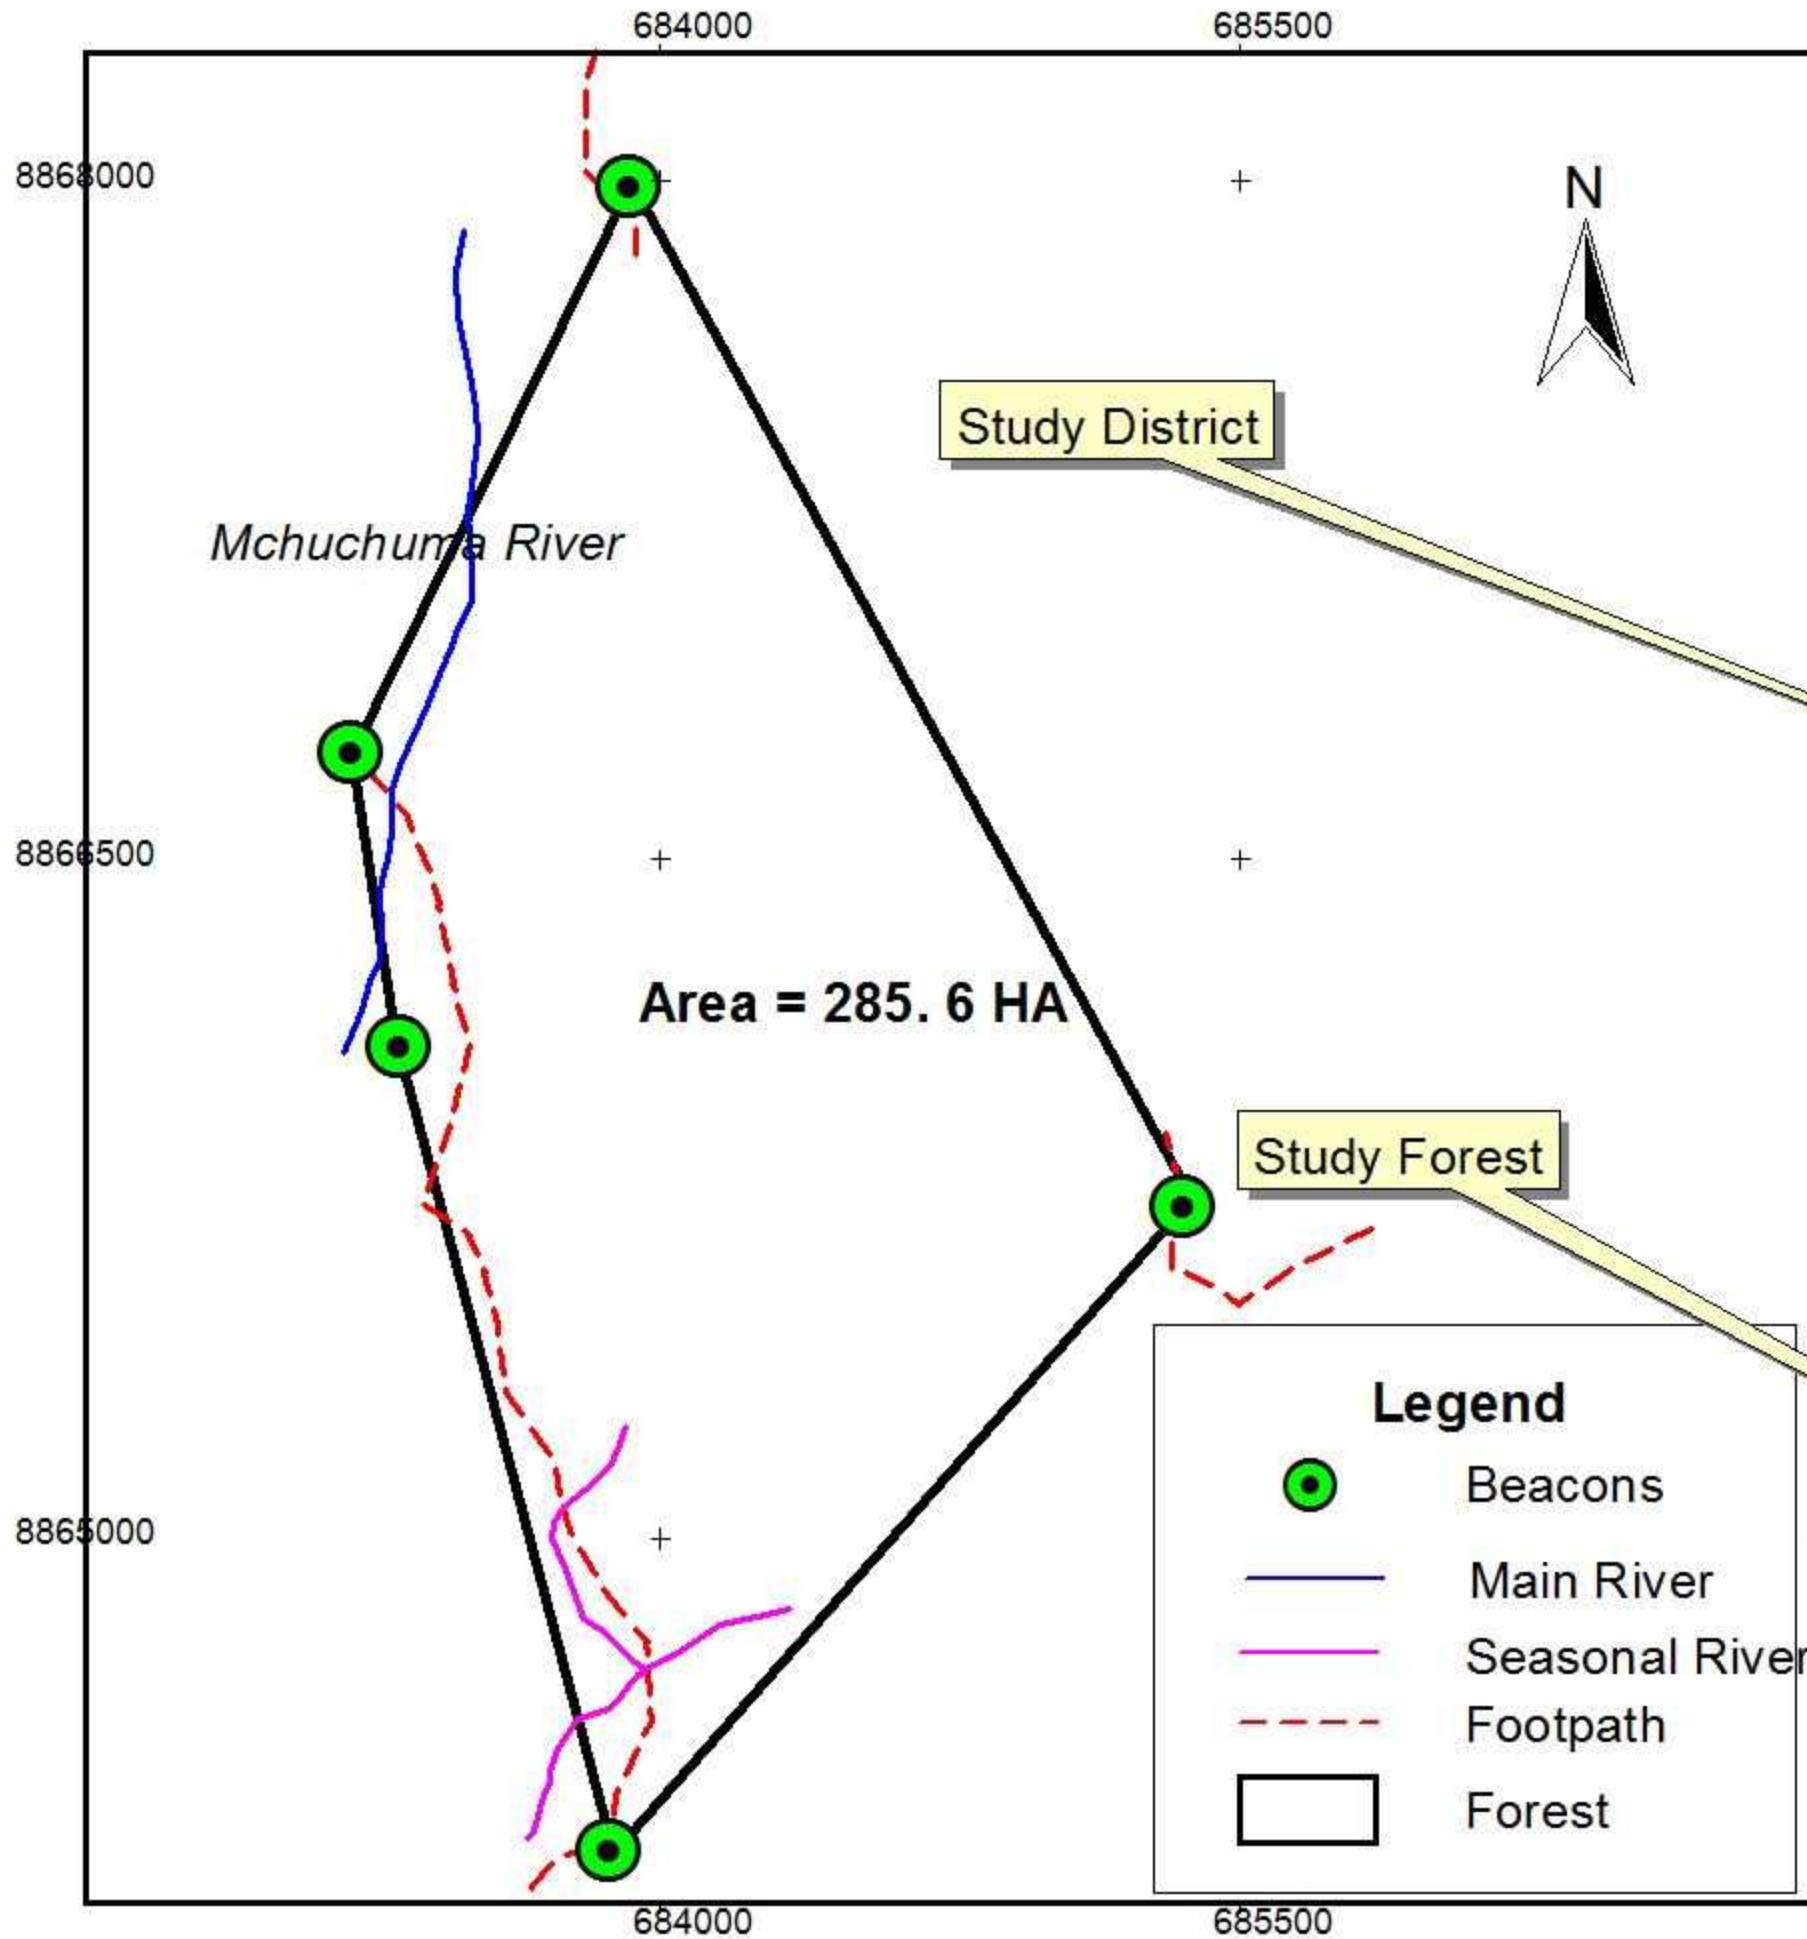 684000 685500
8868000
N
Study District
Mchuchuma River
8866500
Area = 285. 6 HA
Study Forest
Legend
Beacons
8865000
Main River
Seasonal River
Footpath
Forest
684000 685500